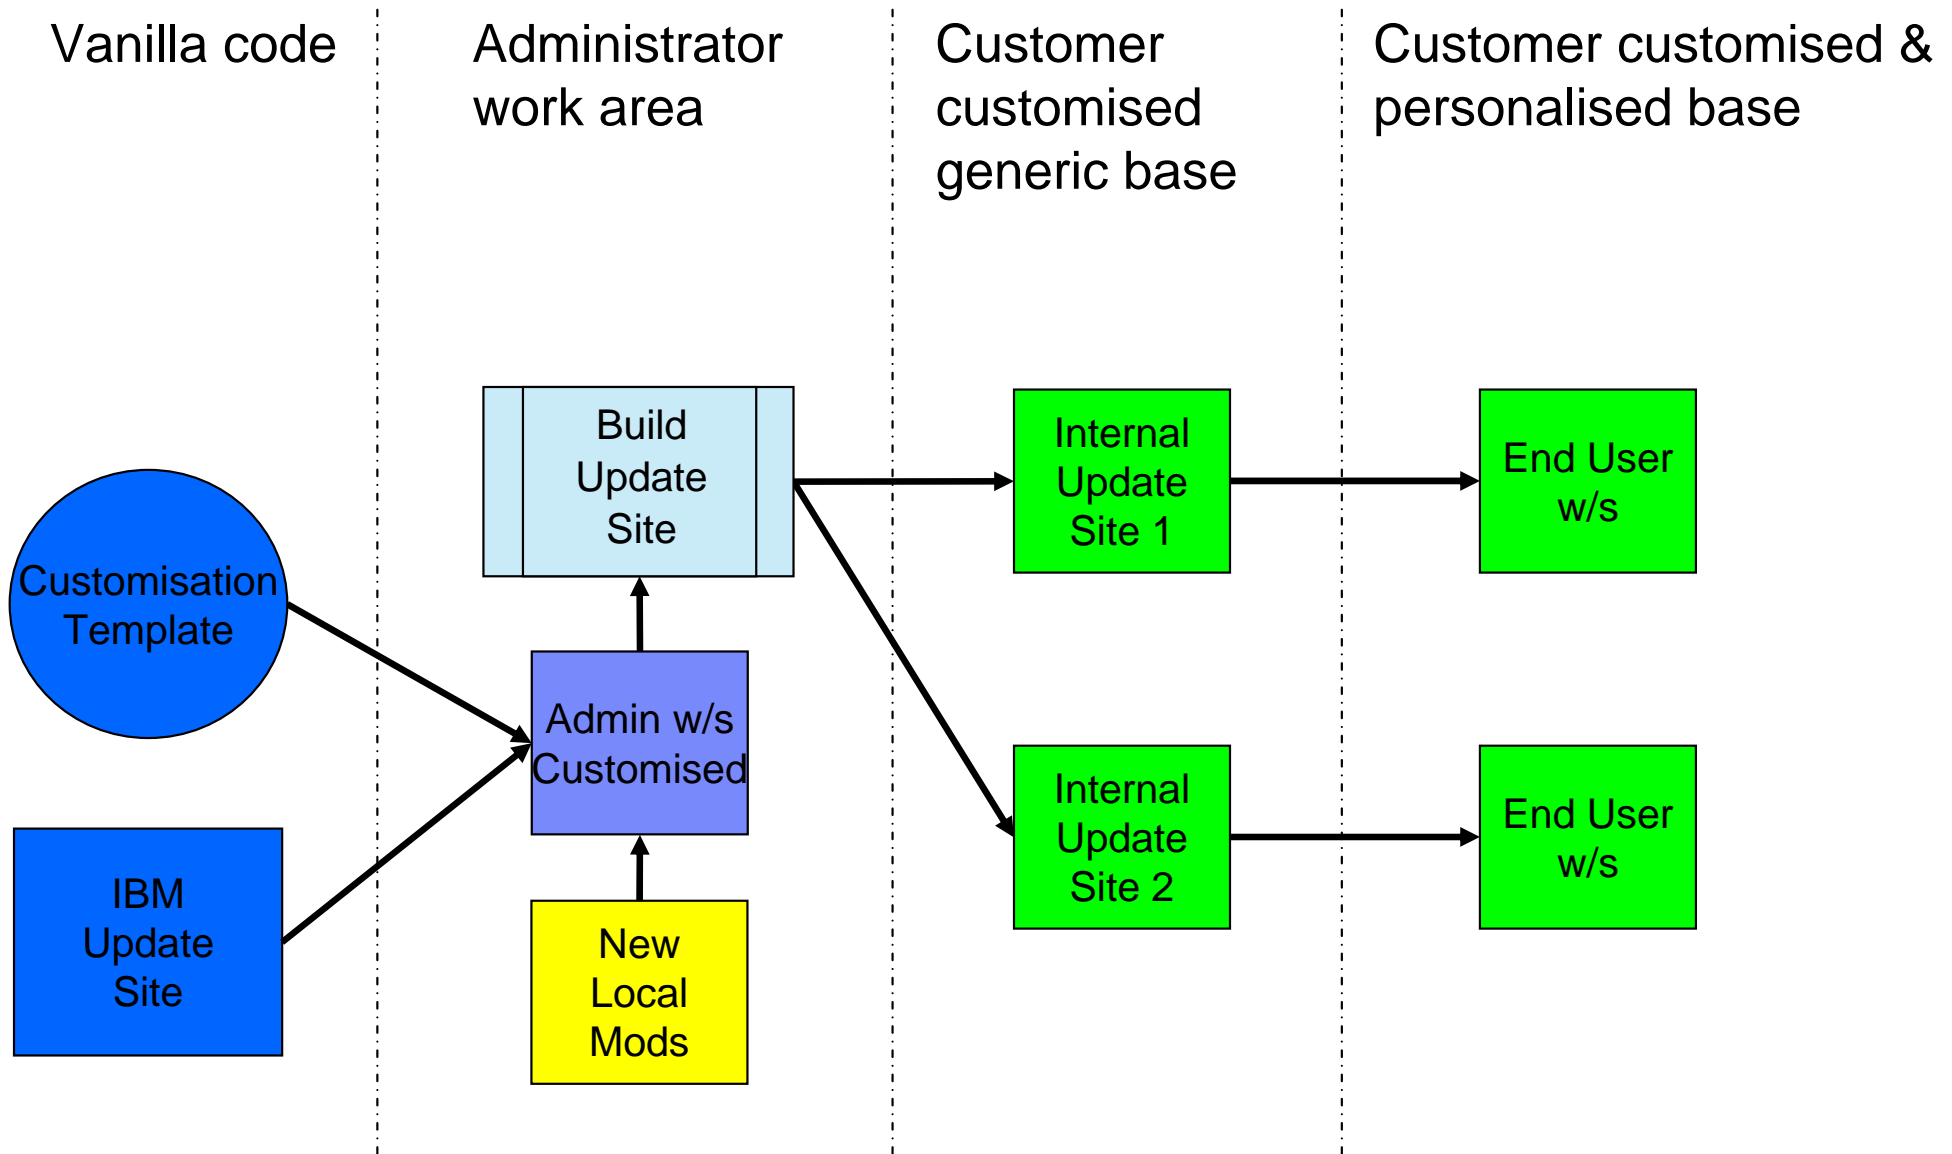 Vanilla code
Administrator
work area
Customer
customised
generic base
Customer customised &
personalised base
Customisation
Template
IBM
Update
Site
Build
Update
Site
Admin w/s
Customised
New
Local
Mods
Internal
Update
Site 1
Internal
Update
Site 2
End User
w/s
End User
w/s